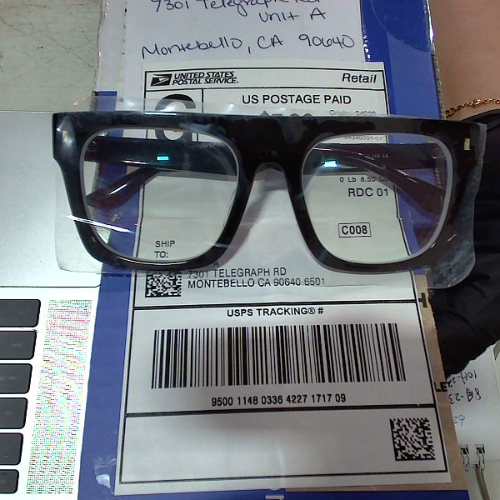 7301 Telegraph Rd
Unit A
Montebello, CA 90640
UNITED STATES
POSTAL SERVICE®
Retail
US POSTAGE PAID
0 Lb 8.50
RDC 01
C008
SHIP
TO:
7301 TELEGRAPH RD
MONTEBELLO CA 90640 6501
USPS TRACKING® #
9500 1148 0336 4227 1717 09